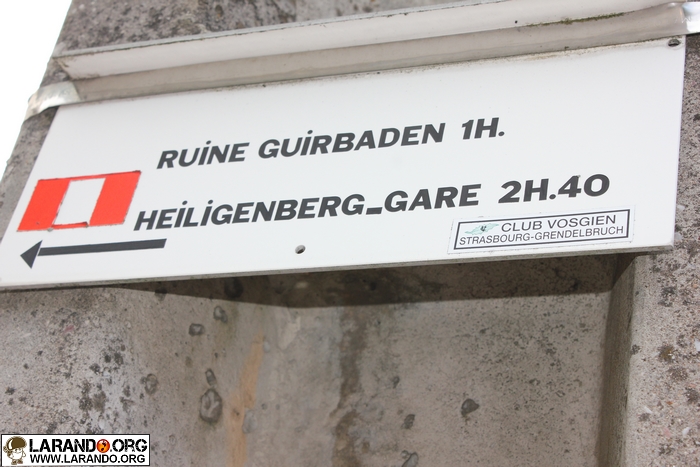 RUiNE GUiRBADEN 1H.
HEiLiGENBERG_GARE 2H.40
CLUB VOSGIEN
STRASBOURG-GRENDELBRUCH
LARANDO.ORG
WWW.LARANDO.ORG